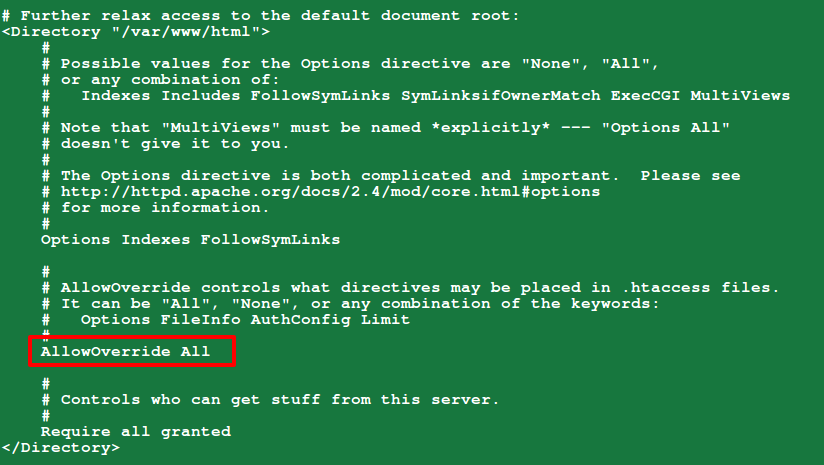 # Further relax access to the default document root:
<Directory "/var/www/html">
#
# Possible values for the Options directive are "None", "All",
# or any combination of:
#   Indexes Includes FollowSymLinks SymLinksifOwnerMatch ExecCGI MultiViews
#
# Note that "MultiViews" must be named *explicitly* --- "Options All"
# doesn't give it to you.
#
# The Options directive is both complicated and important.  Please see
# http://httpd.apache.org/docs/2.4/mod/core.html#options
# for more information.
#
Options Indexes FollowSymLinks
#
# AllowOverride controls what directives may be placed in .htaccess files.
# It can be "All", "None", or any combination of the keywords:
#   Options FileInfo AuthConfig Limit
#
AllowOverride All
#
# Controls who can get stuff from this server.
#
Require all granted
</Directory>